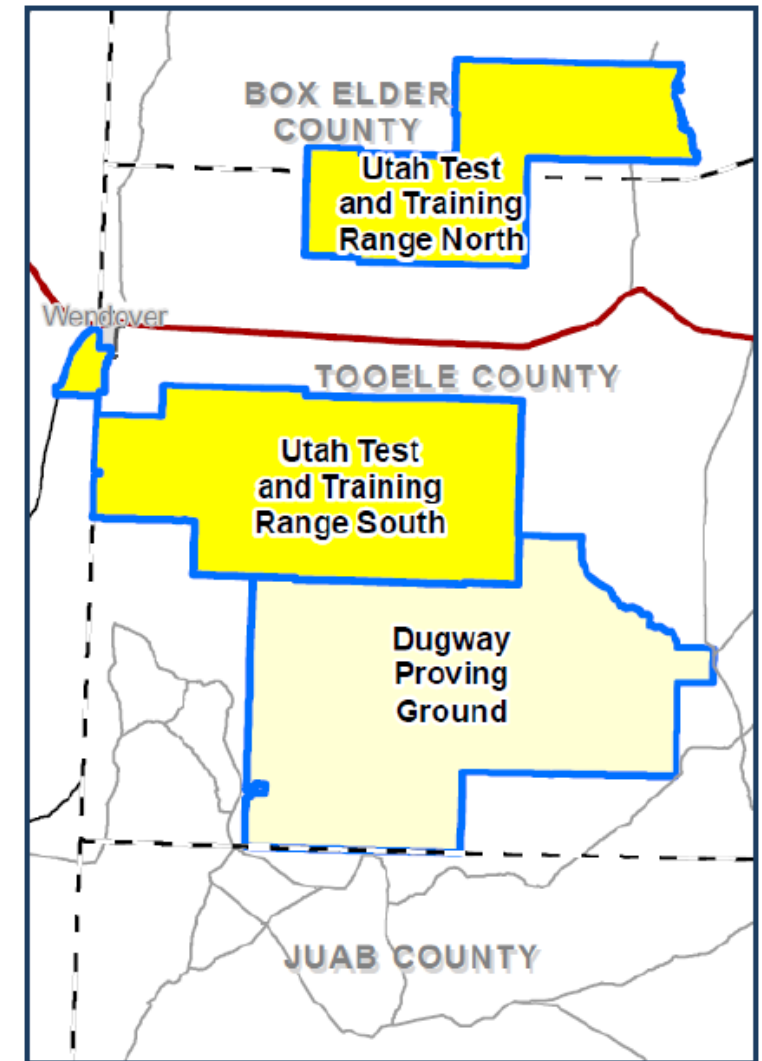 BOX ELDER
COUNTY
Utah Test
and Training
Range North
Wendover
TOOELE COUNTY
Utah Test
and Training
Range South
Dugway
Proving
Ground
JUAB COUNTY